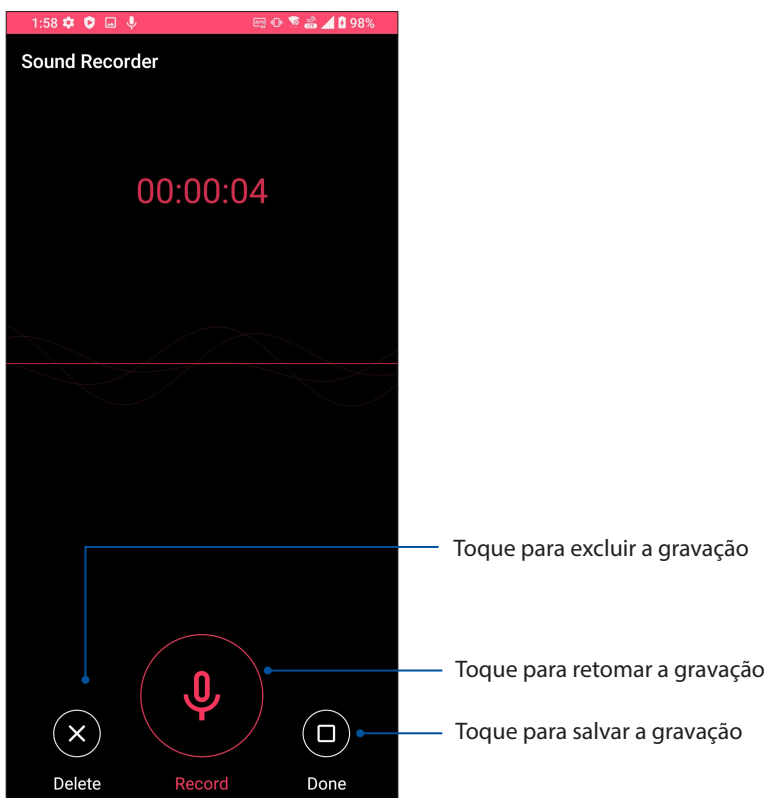 1:58 98%
Sound Recorder
00:00:04
Toque para excluir a gravação
Toque para retomar a gravação
Toque para salvar a gravação
Delete Record Done